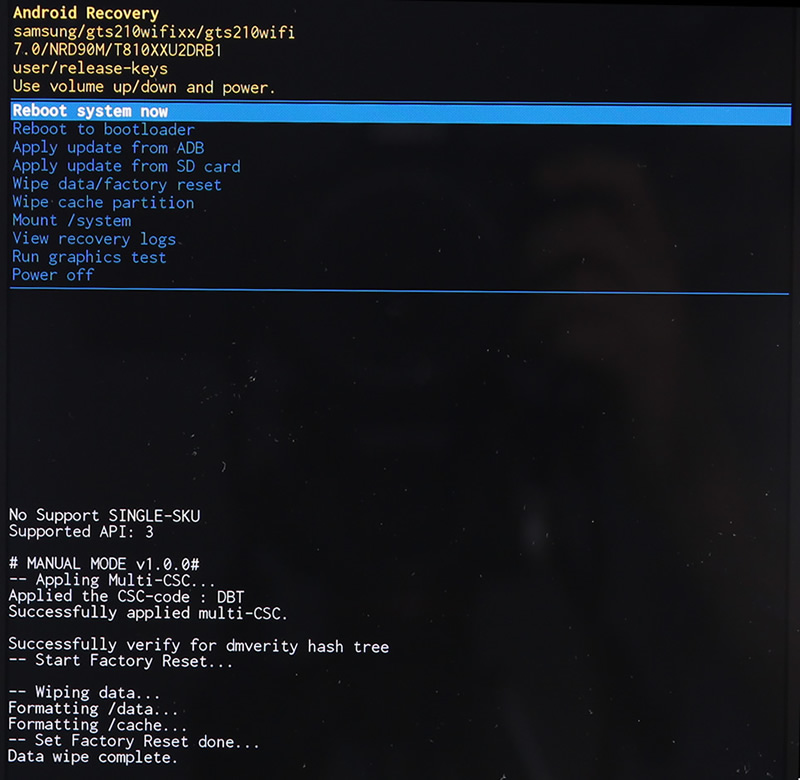 Android Recovery
samsung/gts210wifixx/gts210wifi
7.0/NRD90M/T810XXU2DRB1
user/release-keys
Use volume up/down and power.
Reboot system now
Reboot to bootloader
Apply update from ADB
Apply update from SD card
Wipe data/factory reset
Wipe cache partition
Mount /system
View recovery logs
Run graphics test
Power off
No Support SINGLE-SKU
Supported API: 3
# MANUAL MODE v1.0.0#
-- Appling Multi-CSC...
Applied the CSC-code : DBT
Successfully applied multi-CSC.
Successfully verify for dmverity hash tree
-- Start Factory Reset...
-- Wiping data...
Formatting /data...
Formatting /cache...
-- Set Factory Reset done...
Data wipe complete.